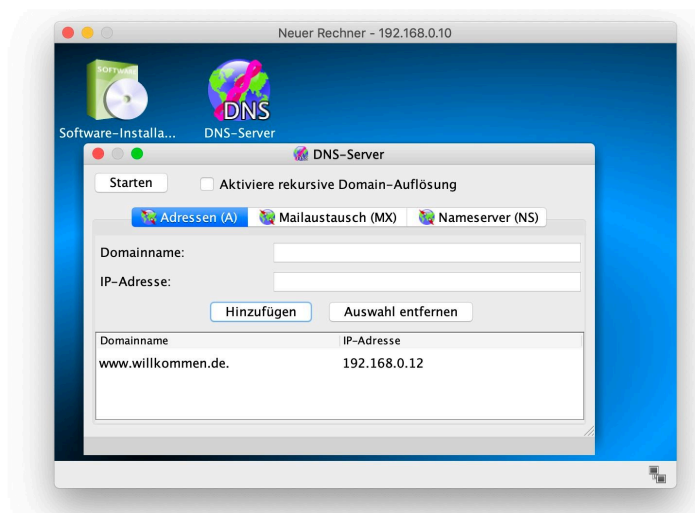 Neuer Rechner - 192.168.0.10
SOFTWARE
DNS
Software-Installa...
DNS-Server
DNS-Server
Starten
Aktiviere rekursive Domain-Auflösung
Adressen (A)
Mailaustausch (MX)
Nameserver (NS)
Domainname:
IP-Adresse:
Hinzufügen
Auswahl entfernen
Domainname
IP-Adresse
www.willkommen.de.
192.168.0.12